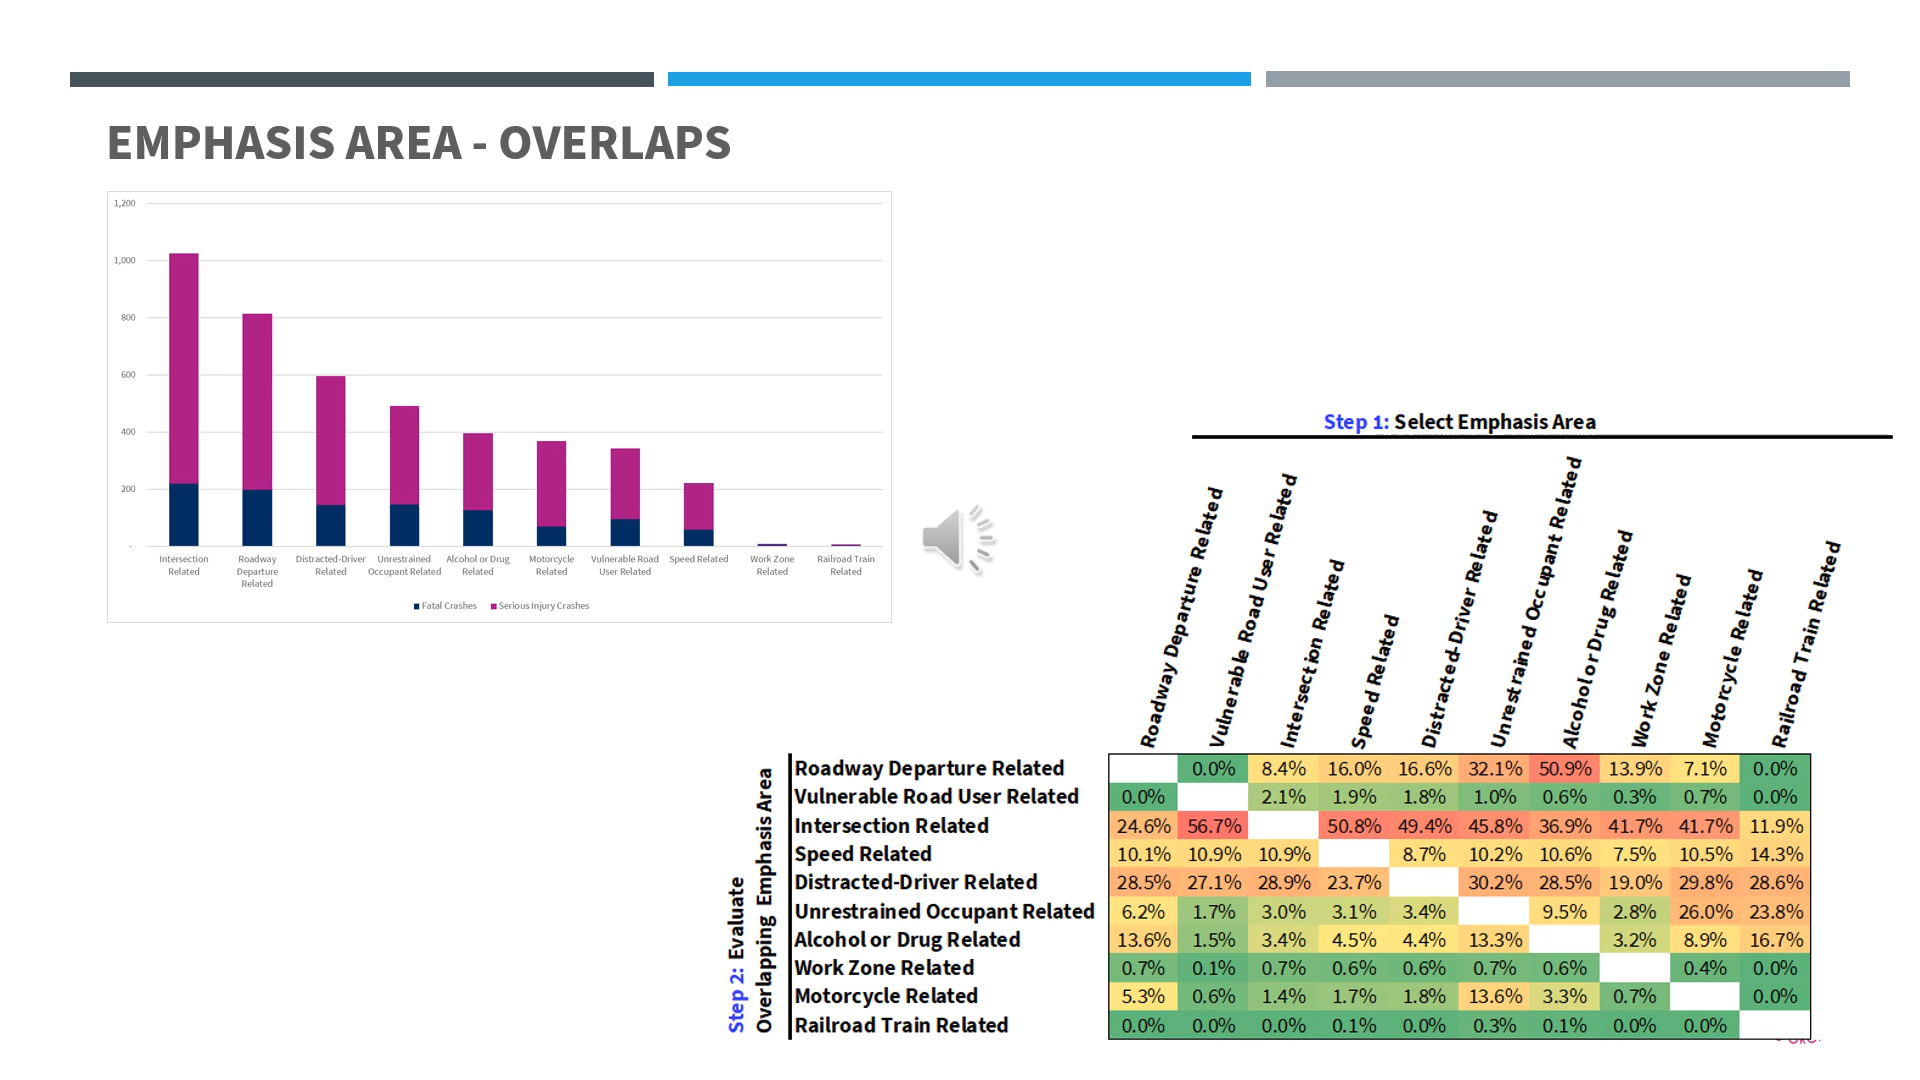 EMPHASIS AREA - OVERLAPS
1,200
1,000
800
600
400
200
-
Intersection Related
Roadway Departure Related
Distracted-Driver Related
Unrestrained Occupant Related
Alcohol or Drug Related
Motorcycle Related
Vulnerable Road User Related
Speed Related
Work Zone Related
Railroad Train Related
Fatal Crashes Serious Injury Crashes
Step 1: Select Emphasis Area
Roadway Departure Related
Vulnerable Road User Related
Intersection Related
Speed Related
Distracted-Driver Related
Unrestrained Occupant Related
Alcohol or Drug Related
Work Zone Related
Motorcycle Related
Railroad Train Related
Step 2: Evaluate
Overlapping Emphasis Area
Roadway Departure Related 0.0% 8.4% 16.0% 16.6% 32.1% 50.9% 13.9% 7.1% 0.0%
Vulnerable Road User Related 0.0% 2.1% 1.9% 1.8% 1.0% 0.6% 0.3% 0.7% 0.0%
Intersection Related 24.6% 56.7% 50.8% 49.4% 45.8% 36.9% 41.7% 41.7% 11.9%
Speed Related 10.1% 10.9% 10.9% 8.7% 10.2% 10.6% 7.5% 10.5% 14.3%
Distracted-Driver Related 28.5% 27.1% 28.9% 23.7% 30.2% 28.5% 19.0% 29.8% 28.6%
Unrestrained Occupant Related 6.2% 1.7% 3.0% 3.1% 3.4% 9.5% 2.8% 26.0% 23.8%
Alcohol or Drug Related 13.6% 1.5% 3.4% 4.5% 4.4% 13.3% 3.2% 8.9% 16.7%
Work Zone Related 0.7% 0.1% 0.7% 0.6% 0.6% 0.7% 0.6% 0.4% 0.0%
Motorcycle Related 5.3% 0.6% 1.4% 1.7% 1.8% 13.6% 3.3% 0.7% 0.0%
Railroad Train Related 0.0% 0.0% 0.0% 0.1% 0.0% 0.3% 0.1% 0.0% 0.0%